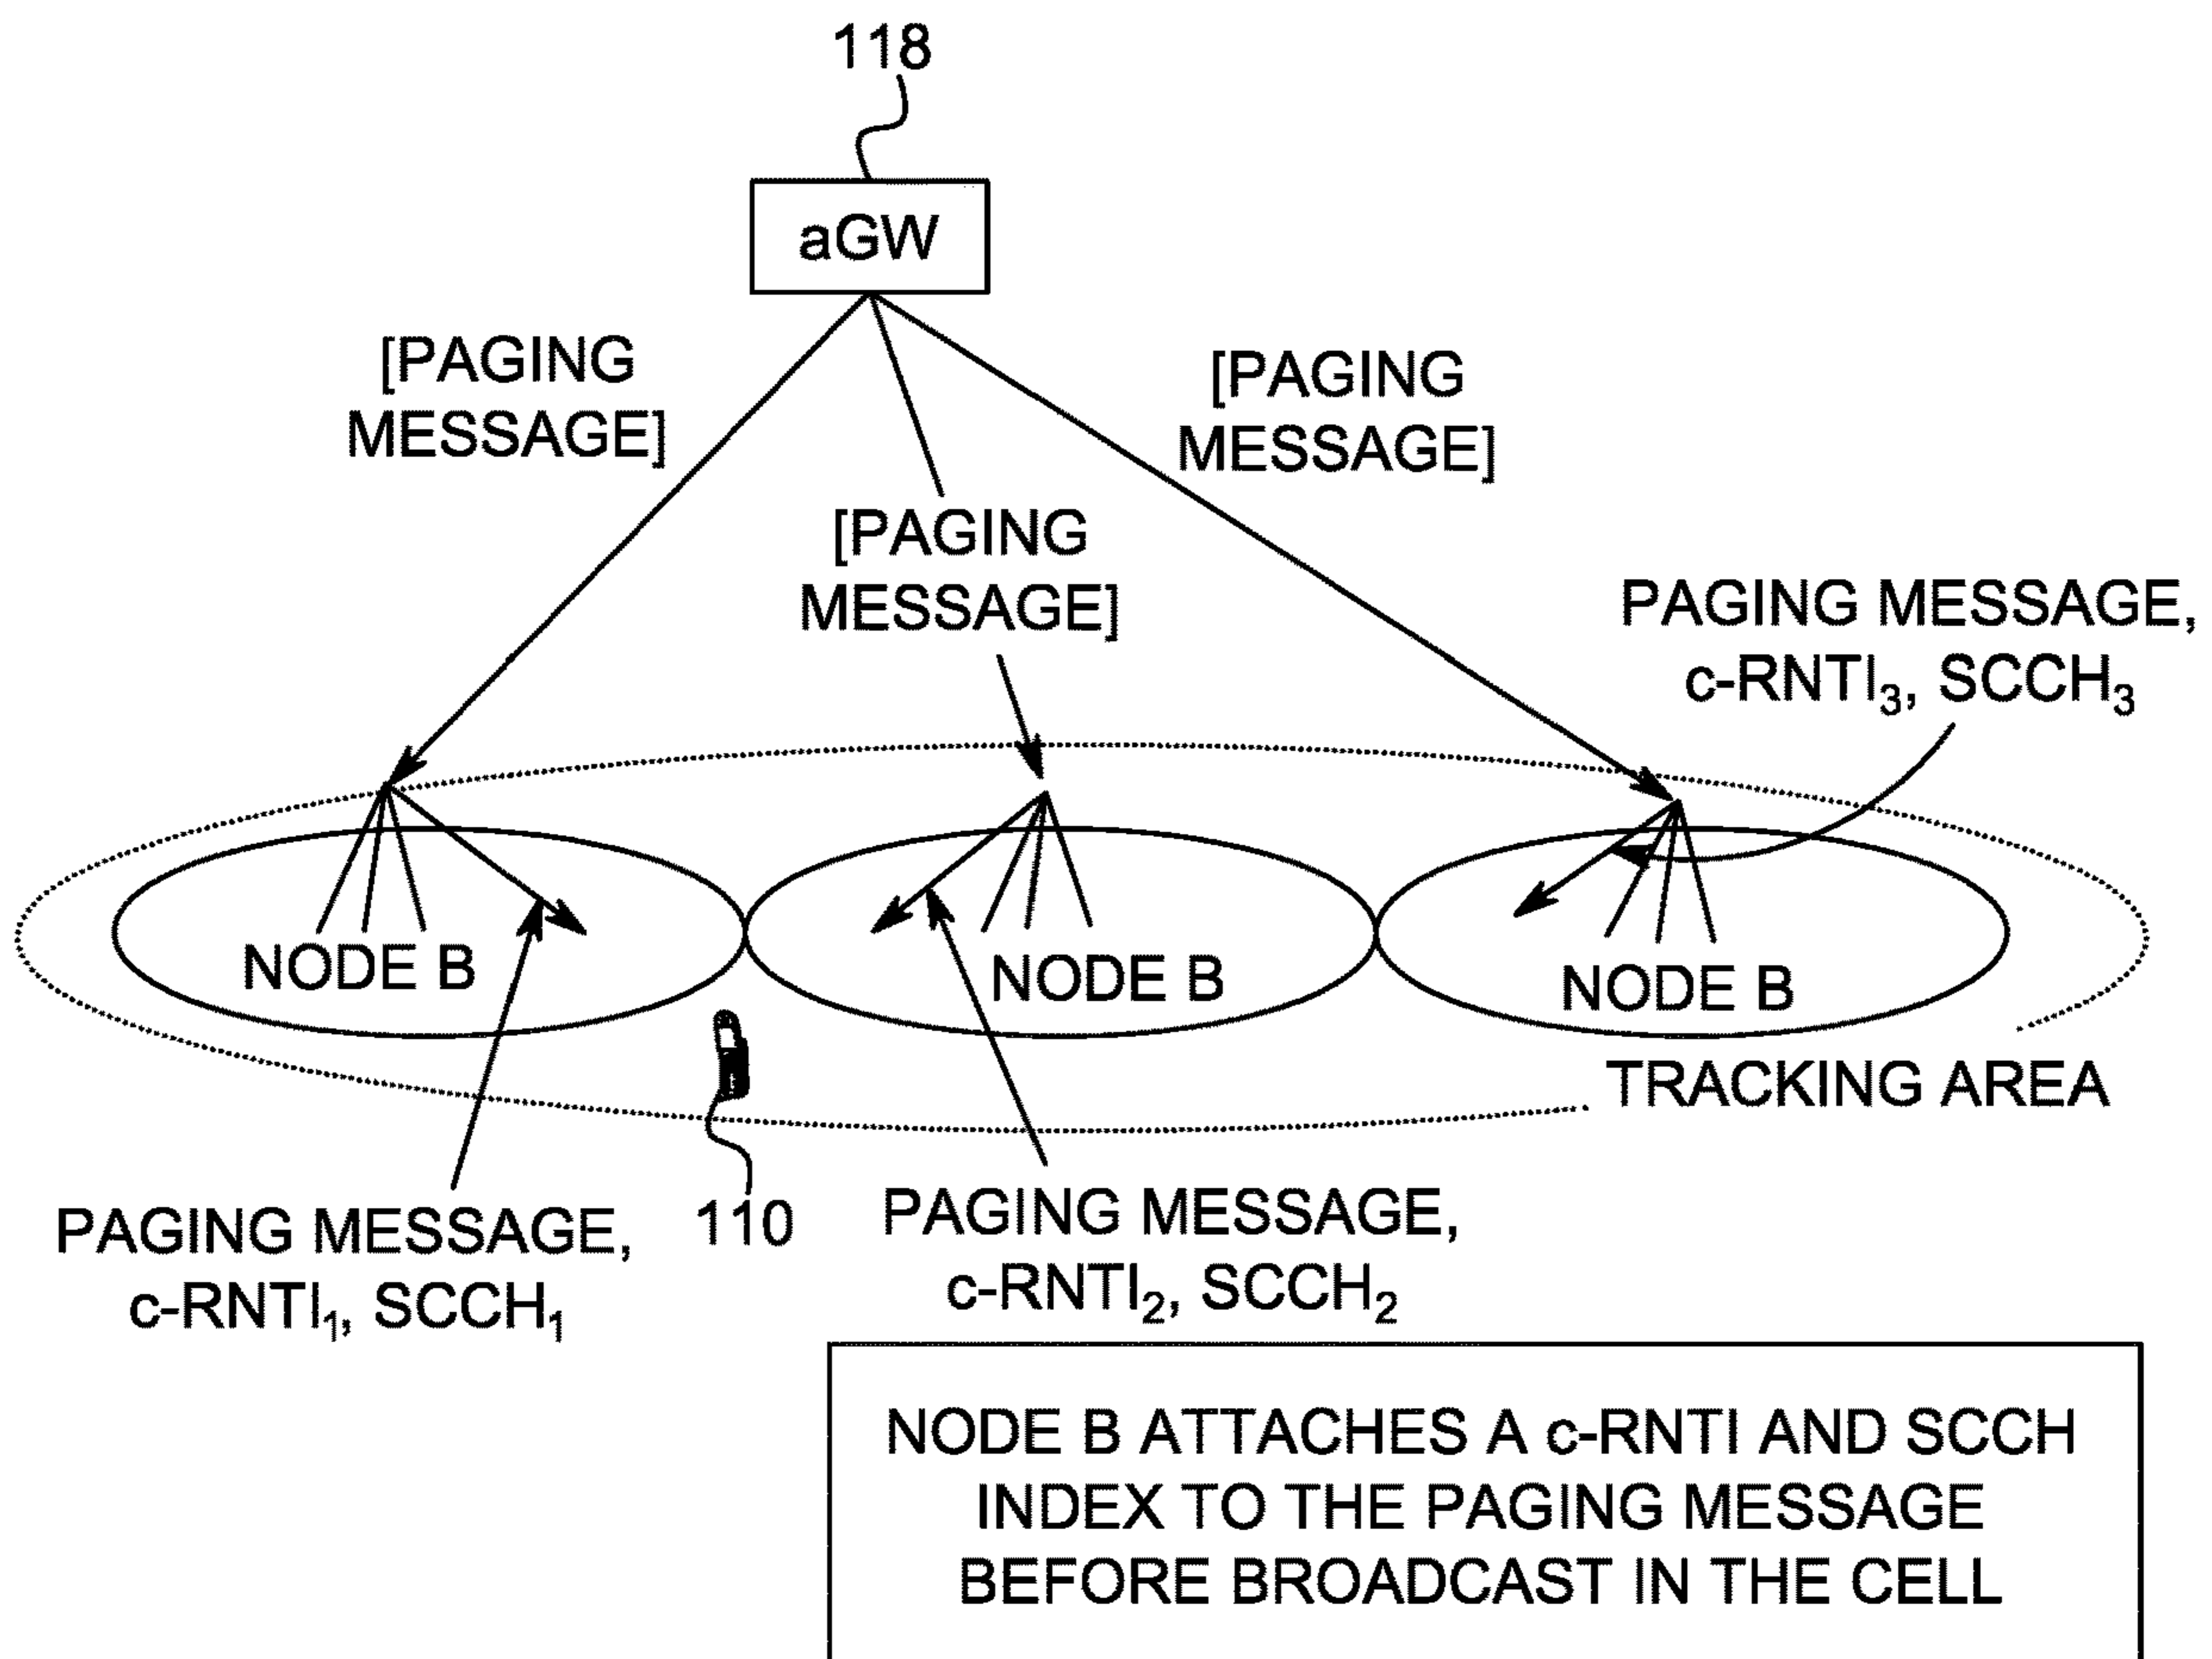 118
aGW
[PAGING
MESSAGE]
[PAGING
MESSAGE]
[PAGING
MESSAGE]
PAGING MESSAGE,
c-RNTI₃, SCCH₃
NODE B
NODE B
NODE B
TRACKING AREA
PAGING MESSAGE,
c-RNTI₁, SCCH₁
110
PAGING MESSAGE,
c-RNTI₂, SCCH₂
NODE B ATTACHES A c-RNTI AND SCCH
INDEX TO THE PAGING MESSAGE
BEFORE BROADCAST IN THE CELL